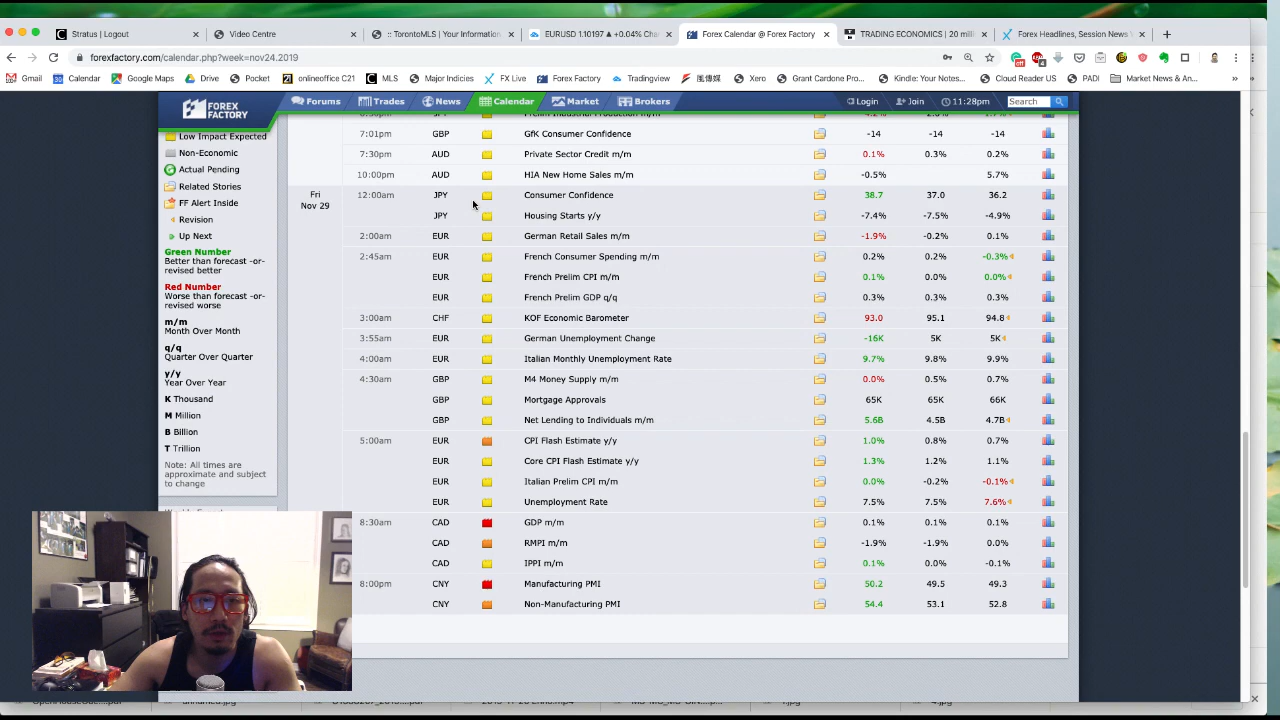 Stratus | Logout
Video Centre
:: TorontoMLS | Your Information
EURUSD 1.10197 ▲ +0.04% Char
Forex Calendar @ Forex Factory
TRADING ECONOMICS | 20 milli
Forex Headlines, Session News
forexfactory.com/calendar.php?week=nov24.2019
Gmail Calendar Google Maps Drive Pocket onlineoffice C21 MLS Major Indicies FX Live Forex Factory Tradingview 風傳媒 Xero Grant Cardone Pro... Kindle: Your Notes... Cloud Reader US PADI Market News & An...
FOREX FACTORY
Forums Trades News Calendar Market Brokers Login Join 11:28pm Search
Low Impact Expected
Non-Economic
Actual Pending
Related Stories
FF Alert Inside
Revision
Up Next
Green Number
Better than forecast -or-
revised better
Red Number
Worse than forecast -or-
revised worse
m/m
Month Over Month
q/q
Quarter Over Quarter
y/y
Year Over Year
K Thousand
M Million
B Billion
T Trillion
Note: All times are
approximate and subject
to change
7:01pm GBP GfK Consumer Confidence -14 -14 -14
7:30pm AUD Private Sector Credit m/m 0.1% 0.3% 0.2%
10:00pm AUD HIA New Home Sales m/m -0.5% 5.7%
Fri Nov 29 12:00am JPY Consumer Confidence 38.7 37.0 36.2
JPY Housing Starts y/y -7.4% -7.5% -4.9%
2:00am EUR German Retail Sales m/m -1.9% -0.2% 0.1%
2:45am EUR French Consumer Spending m/m 0.2% 0.2% -0.3%
EUR French Prelim CPI m/m 0.1% 0.0% 0.0%
EUR French Prelim GDP q/q 0.3% 0.3% 0.3%
3:00am CHF KOF Economic Barometer 93.0 95.1 94.8
3:55am EUR German Unemployment Change -16K 5K 5K
4:00am EUR Italian Monthly Unemployment Rate 9.7% 9.8% 9.9%
4:30am GBP M4 Money Supply m/m 0.0% 0.5% 0.7%
GBP Mortgage Approvals 65K 65K 66K
GBP Net Lending to Individuals m/m 5.6B 4.5B 4.7B
5:00am EUR CPI Flash Estimate y/y 1.0% 0.8% 0.7%
EUR Core CPI Flash Estimate y/y 1.3% 1.2% 1.1%
EUR Italian Prelim CPI m/m 0.0% -0.2% -0.1%
EUR Unemployment Rate 7.5% 7.5% 7.6%
8:30am CAD GDP m/m 0.1% 0.1% 0.1%
CAD RMPI m/m -1.9% -1.9% 0.0%
CAD IPPI m/m 0.1% 0.0% -0.1%
8:00pm CNY Manufacturing PMI 50.2 49.5 49.3
CNY Non-Manufacturing PMI 54.4 53.1 52.8